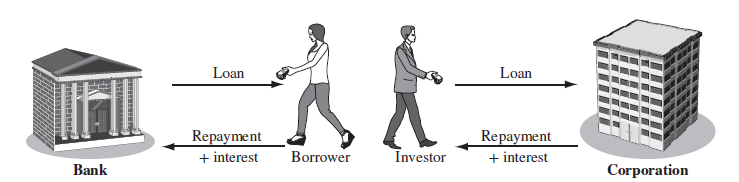 Loan
Loan
Repayment
+ interest
Borrower
Investor
Repayment
+ interest
Bank
Corporation